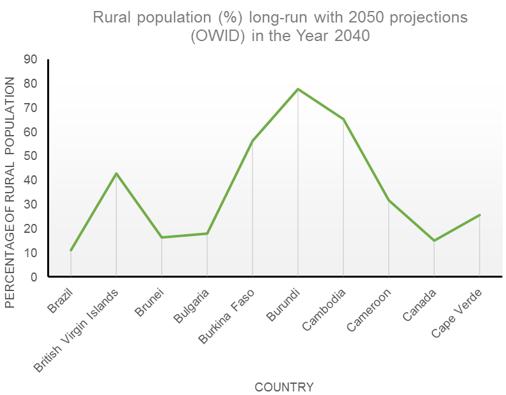 Rural population (%) long-run with 2050 projections
(OWID) in the Year 2040
PERCENTAGE OF RURAL POPULATION
90
80
70
60
50
40
30
20
10
0
Brazil
British Virgin Islands
Brunei
Bulgaria
Burkina Faso
Burundi
Cambodia
Cameroon
Canada
Cape Verde
COUNTRY